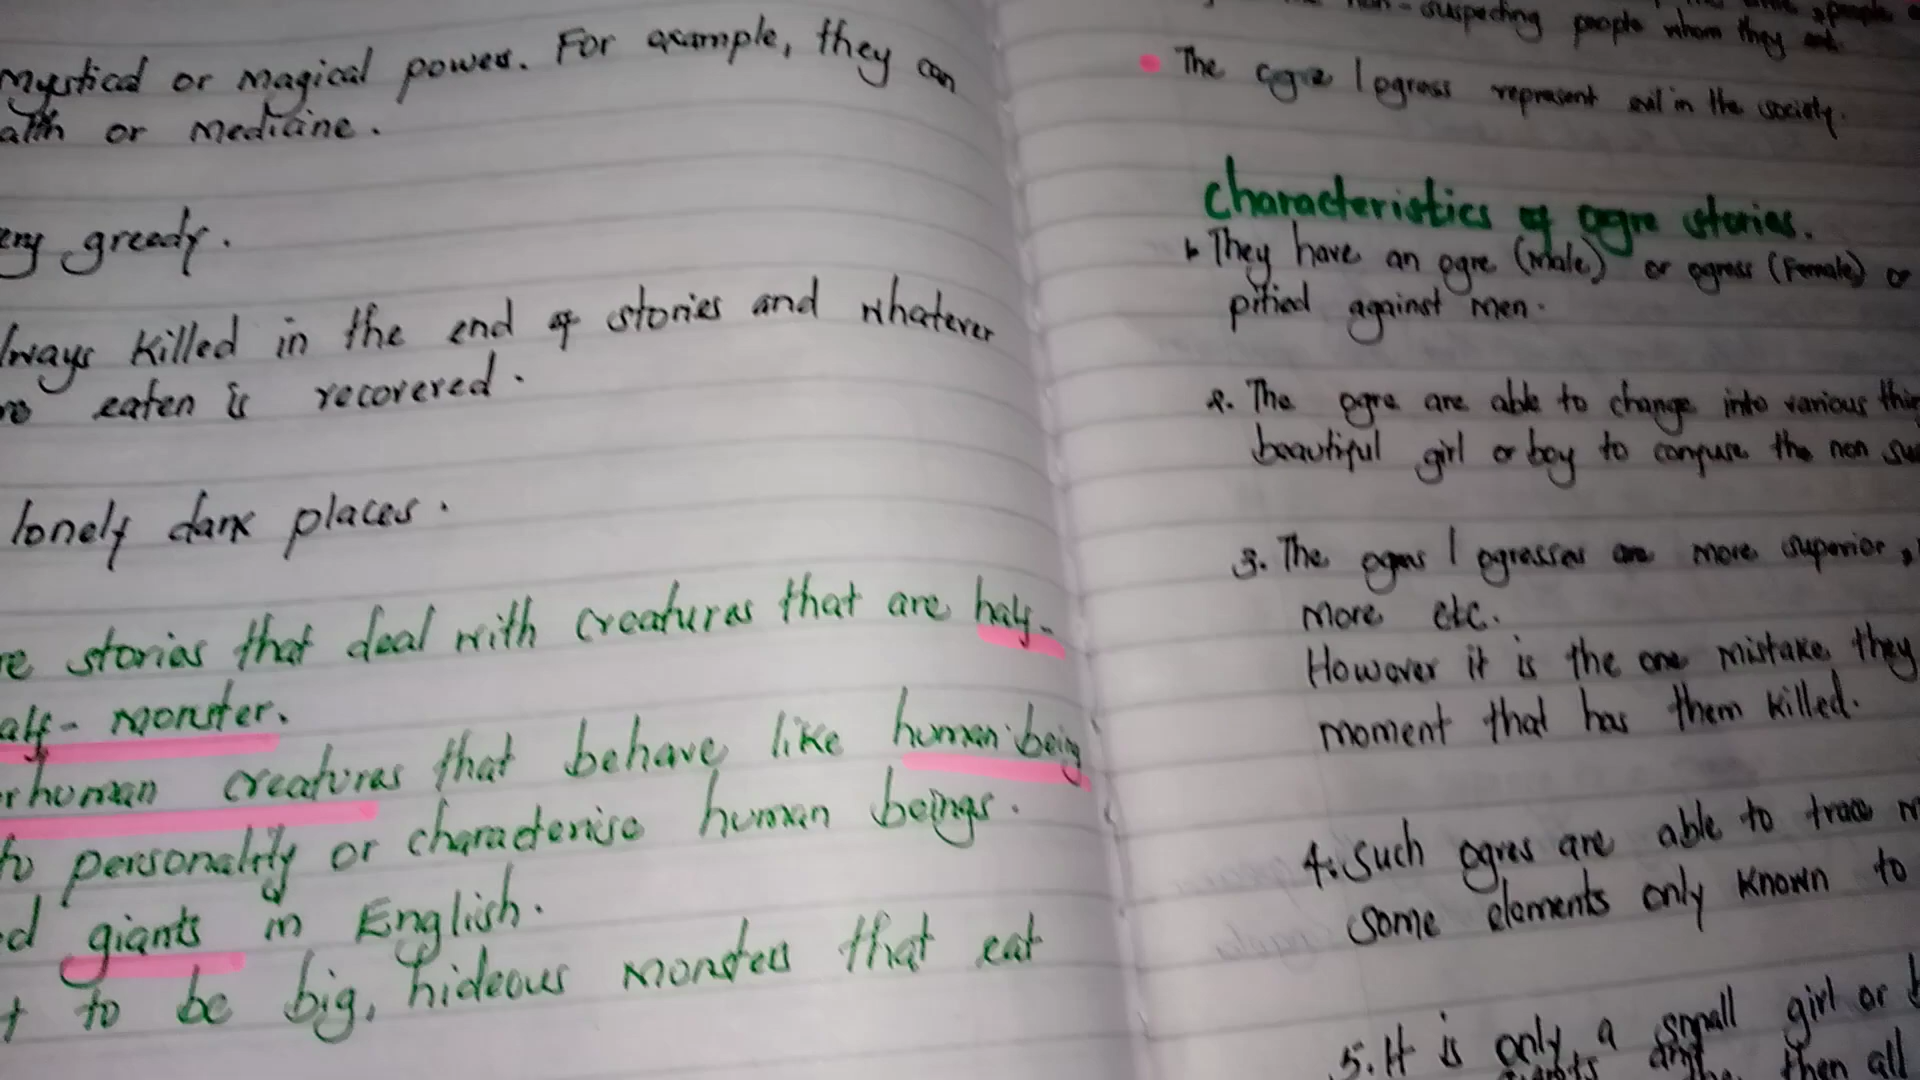 mystical or magical power. For example, they can
or medicine.
greedy.
killed in the end of stories and whatever
eaten is recovered.
lonely dark places.
stories that deal with creatures that are half-
monster.
human creatures that behave like human being
to personality or characterise human beings.
giants in English.
to be big, hideous monsters that eat
suspecting people whom they
The ogre / ogress represent evil in the society.
Characteristics of ogre stories.
They have an ogre (male) or ogress (Female) or
pitied against men.
2. The ogre are able to change into various
beautiful girl or boy to confuse the non
3. The ogres / ogresses are more superior,
more etc.
However it is the one mistake they
moment that has them killed.
4. Such ogres are able to trace
some elements only known to
5. It is only a small girl or
then all